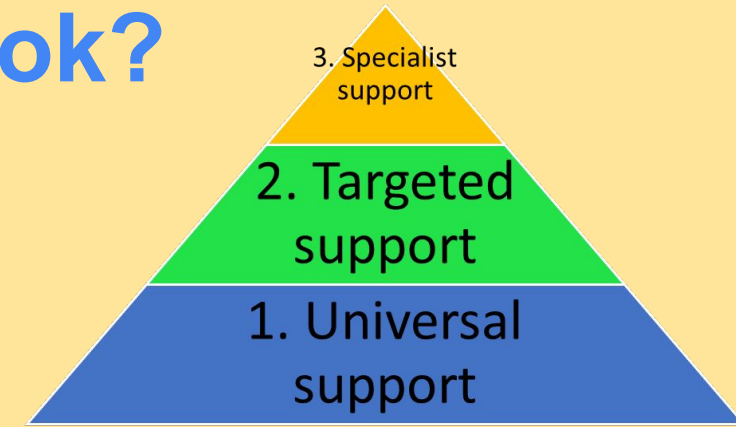 ok?
3. Specialist
support
2. Targeted
support
1. Universal
support